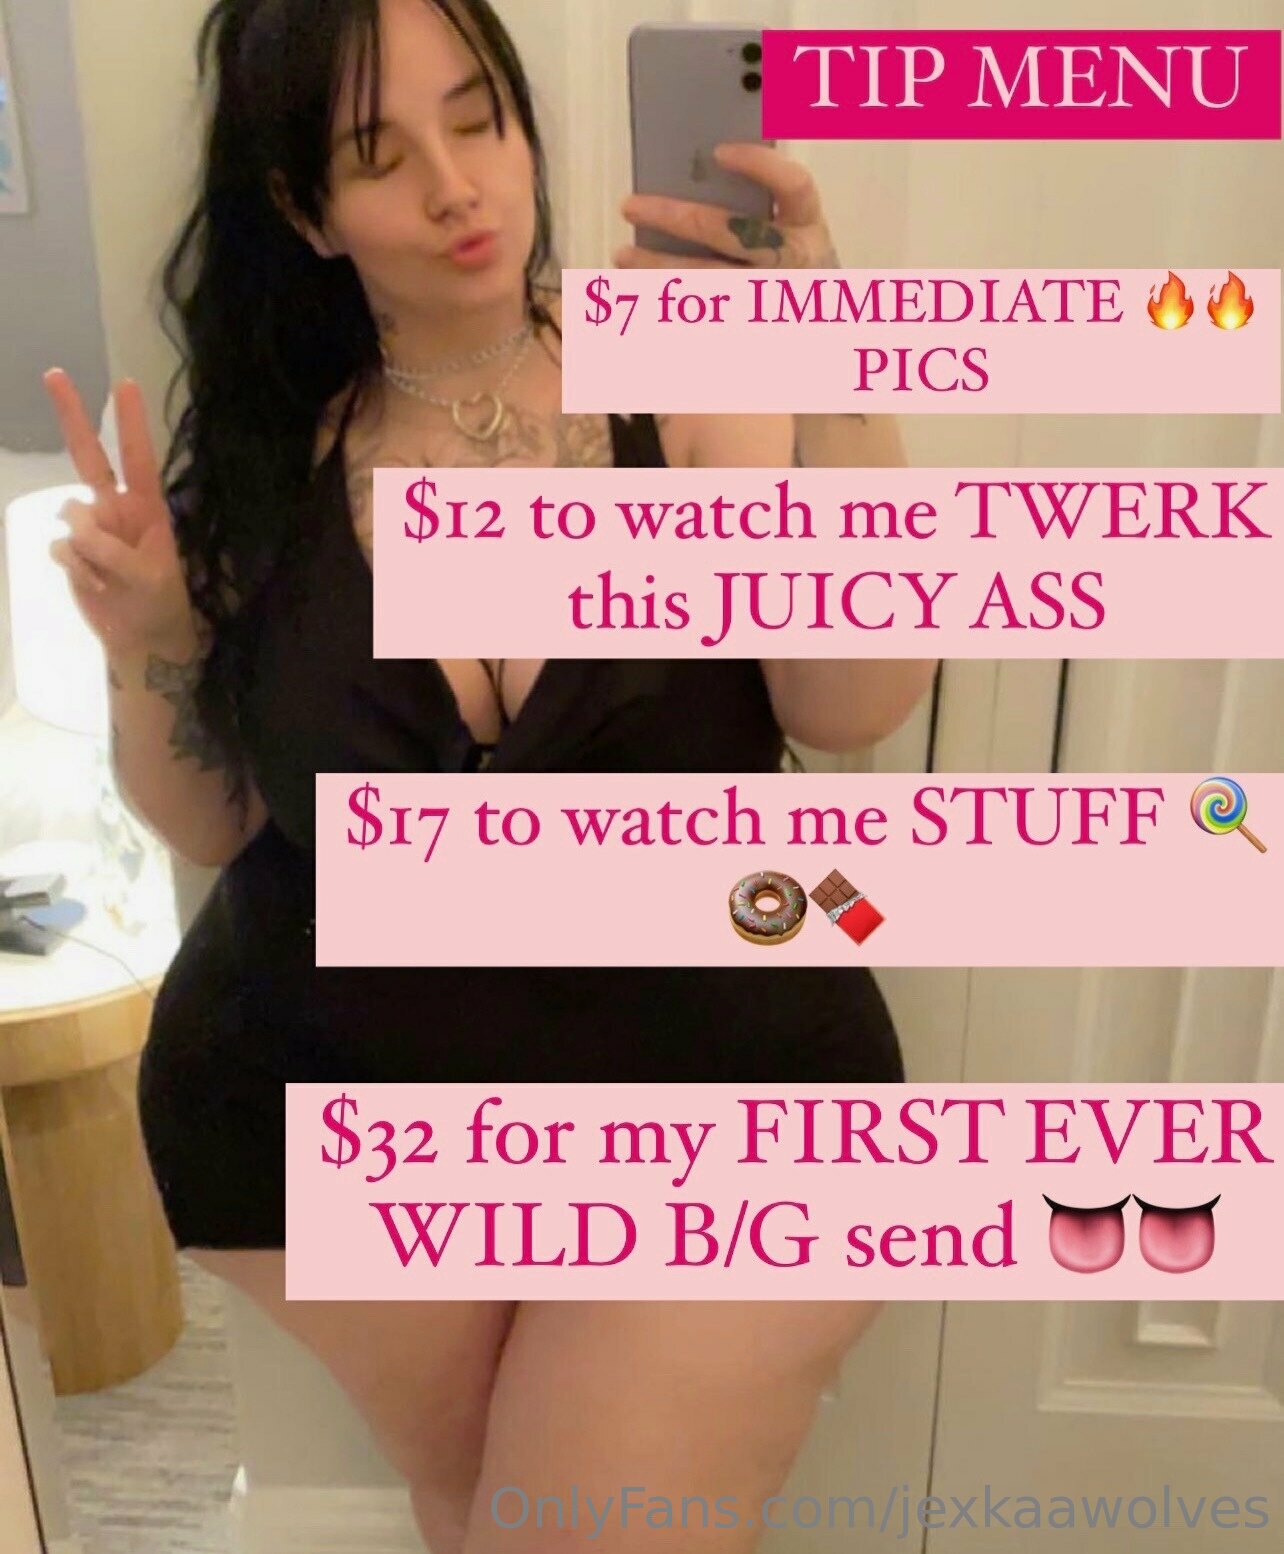 TIP MENU
$7 for IMMEDIATE 🔥🔥
PICS
$12 to watch me TWERK
this JUICY ASS
$17 to watch me STUFF 🍭
🍩🍫
$32 for my FIRST EVER
WILD B/G send 👅👅
OnlyFans.com/jexkaawolves